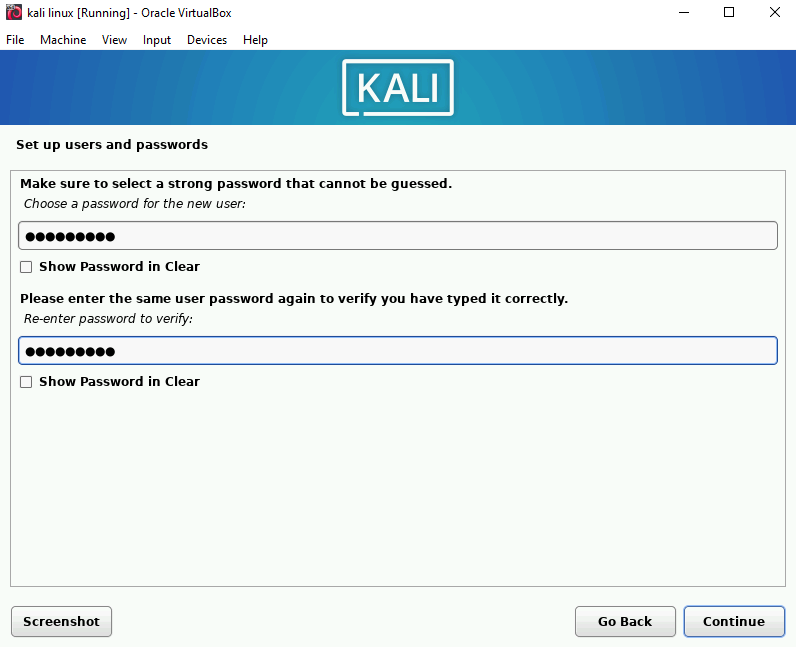 kali linux [Running] - Oracle VirtualBox
File Machine View Input Devices Help
KALI
Set up users and passwords
Make sure to select a strong password that cannot be guessed.
Choose a password for the new user:
●●●●●●●●●
Show Password in Clear
Please enter the same user password again to verify you have typed it correctly.
Re-enter password to verify:
●●●●●●●●●
Show Password in Clear
Screenshot Go Back Continue